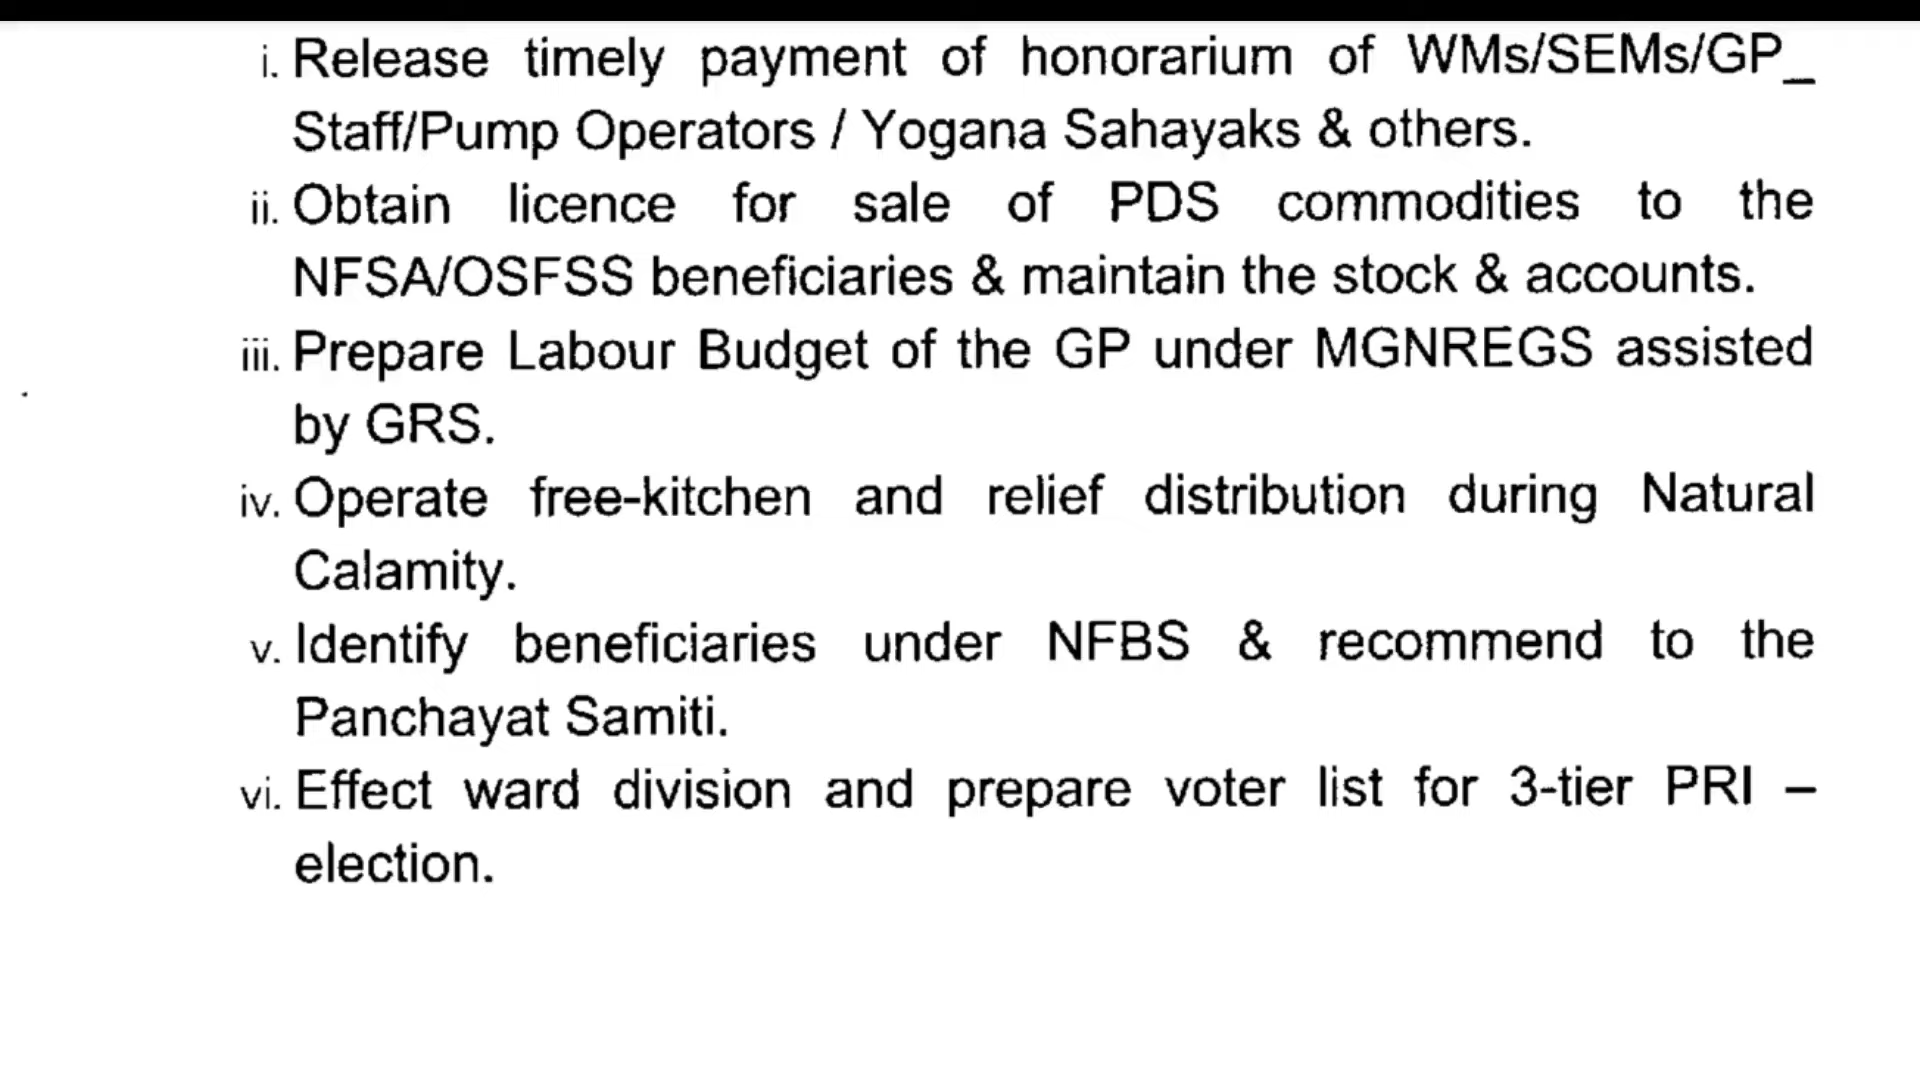 i. Release timely payment of honorarium of WMs/SEMs/GP_
Staff/Pump Operators / Yogana Sahayaks & others.
ii. Obtain licence for sale of PDS commodities to the
NFSA/OSFSS beneficiaries & maintain the stock & accounts.
iii. Prepare Labour Budget of the GP under MGNREGS assisted
by GRS.
iv. Operate free-kitchen and relief distribution during Natural
Calamity.
v. Identify beneficiaries under NFBS & recommend to the
Panchayat Samiti.
vi. Effect ward division and prepare voter list for 3-tier PRI –
election.